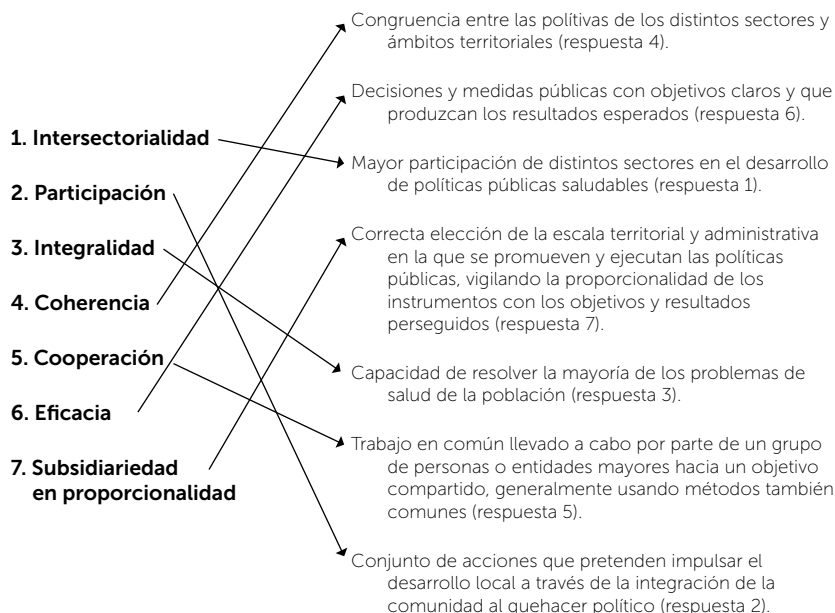 1. Intersectorialidad
2. Participación
3. Integralidad
4. Coherencia
5. Cooperación
6. Eficacia
7. Subsidiariedad
en proporcionalidad
Congruencia entre las polítivas de los distintos sectores y
ámbitos territoriales (respuesta 4).
Decisiones y medidas públicas con objetivos claros y que
produzcan los resultados esperados (respuesta 6).
Mayor participación de distintos sectores en el desarrollo
de políticas públicas saludables (respuesta 1).
Correcta elección de la escala territorial y administrativa
en la que se promueven y ejecutan las políticas
públicas, vigilando la proporcionalidad de los
instrumentos con los objetivos y resultados
perseguidos (respuesta 7).
Capacidad de resolver la mayoría de los problemas de
salud de la población (respuesta 3).
Trabajo en común llevado a cabo por parte de un grupo
de personas o entidades mayores hacia un objetivo
compartido, generalmente usando métodos también
comunes (respuesta 5).
Conjunto de acciones que pretenden impulsar el
desarrollo local a través de la integración de la
comunidad al quehacer político (respuesta 2).